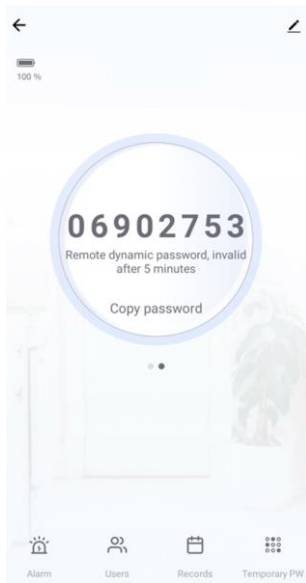 100 %
06902753
Remote dynamic password, invalid
after 5 minutes
Copy password
Alarm
Users
Records
Temporary PW